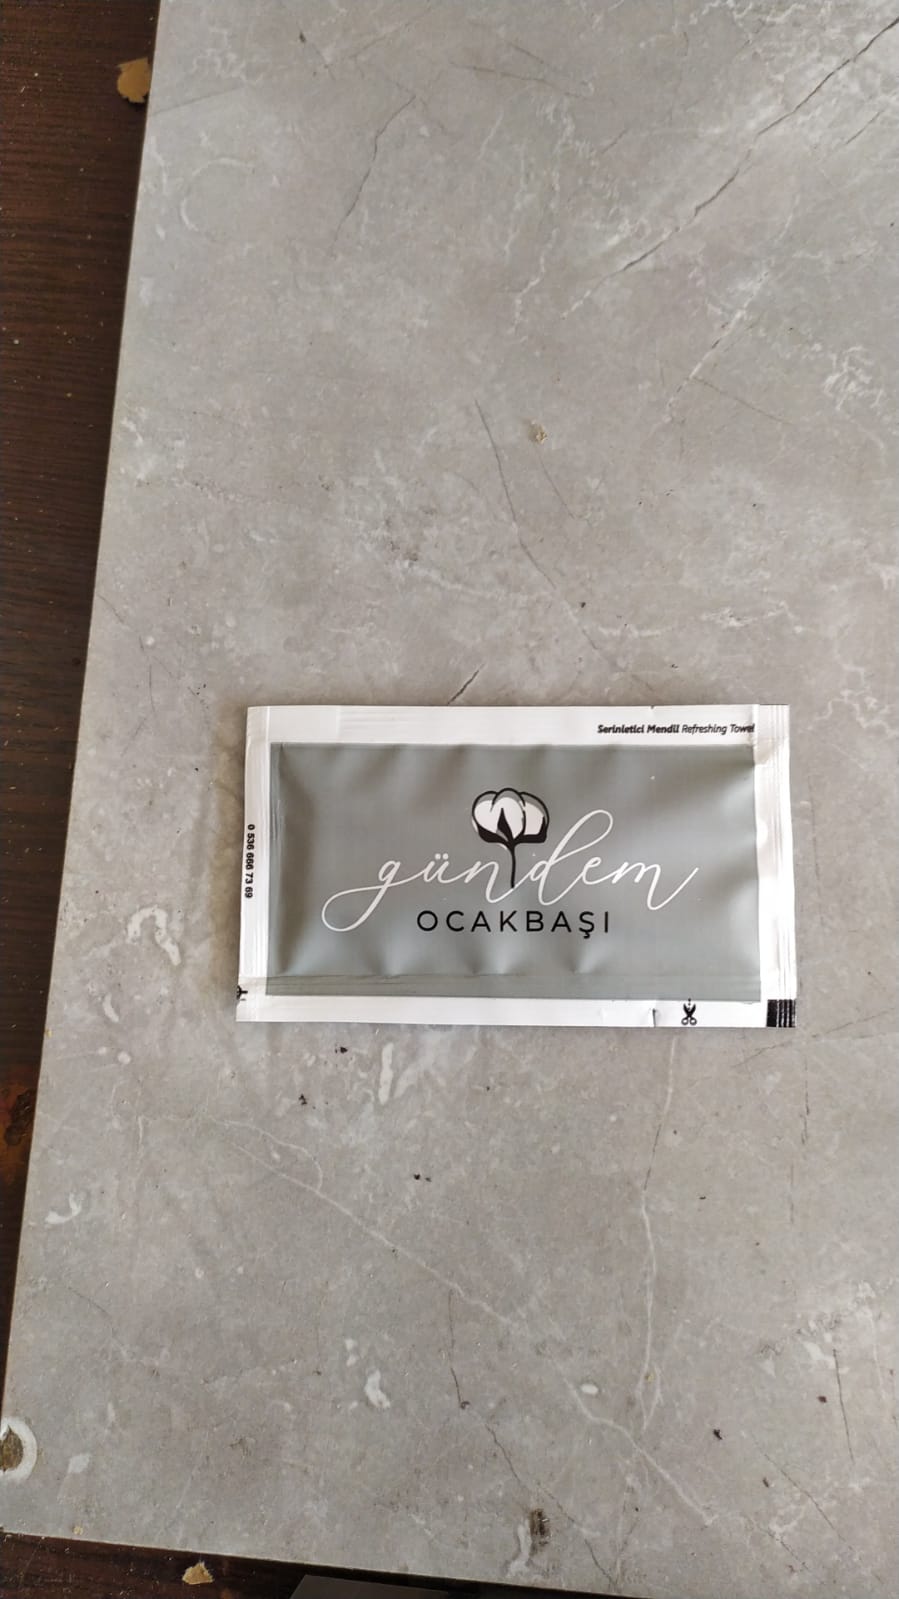 Serinletici Mendil Refreshing Towel
gündem
OCAKBAŞI
0 536 666 73 69